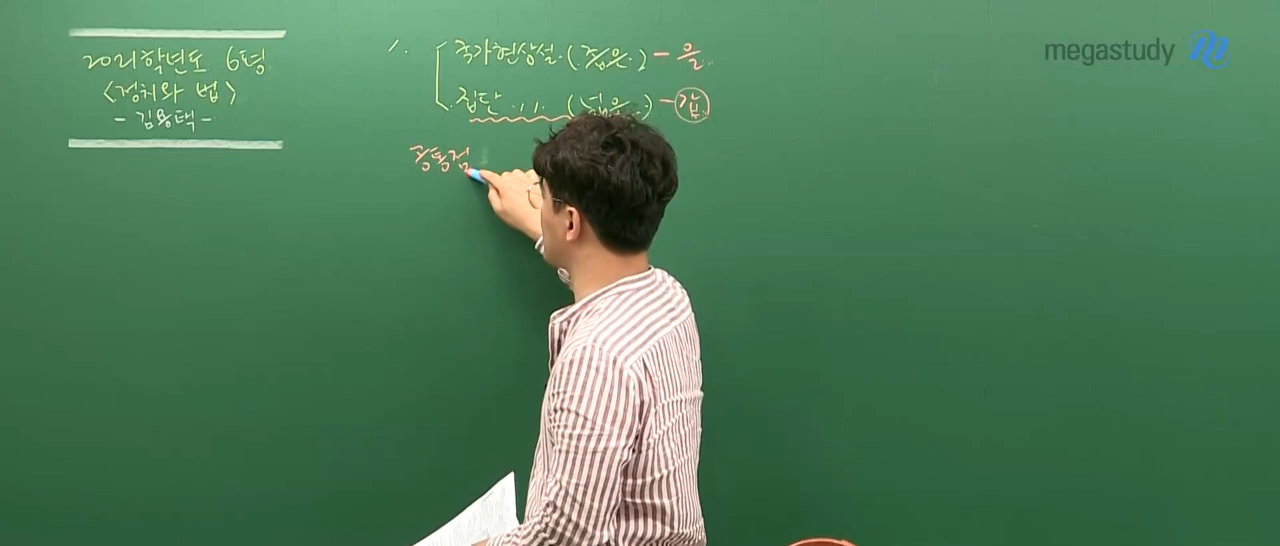 2021학년도 6평
<정치와 법>
- 김용택 -
1. 국가현상설. (좁은.) - 을
집단 〃 (넓은.) - 갑
공통점
megastudy